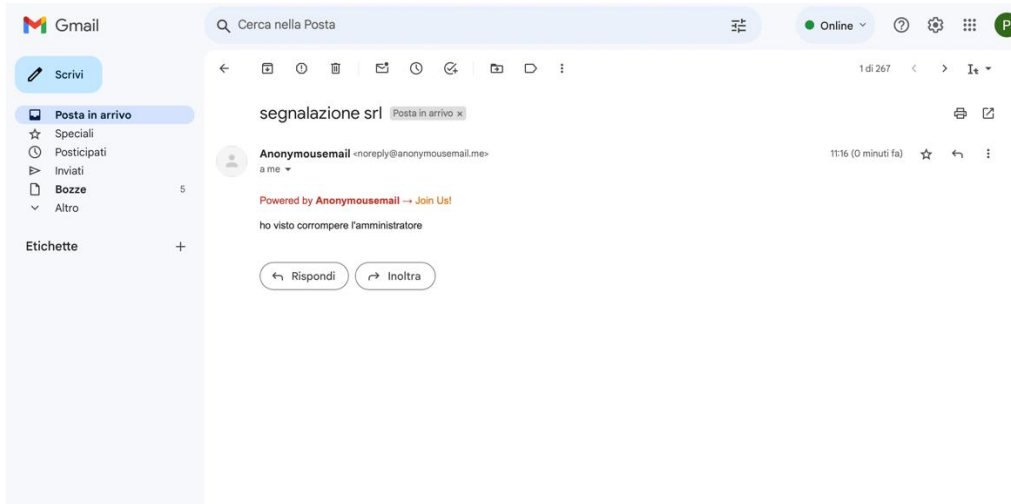 Gmail
Cerca nella Posta
Online
P
Scrivi
1 di 267
Posta in arrivo
Speciali
Posticipati
Inviati
Bozze 5
Altro
Etichette
segnalazione srl Posta in arrivo x
Anonymousemail <noreply@anonymousemail.me> 11:16 (0 minuti fa)
a me
Powered by Anonymousemail → Join Us!
ho visto corrompere l'amministratore
Rispondi Inoltra